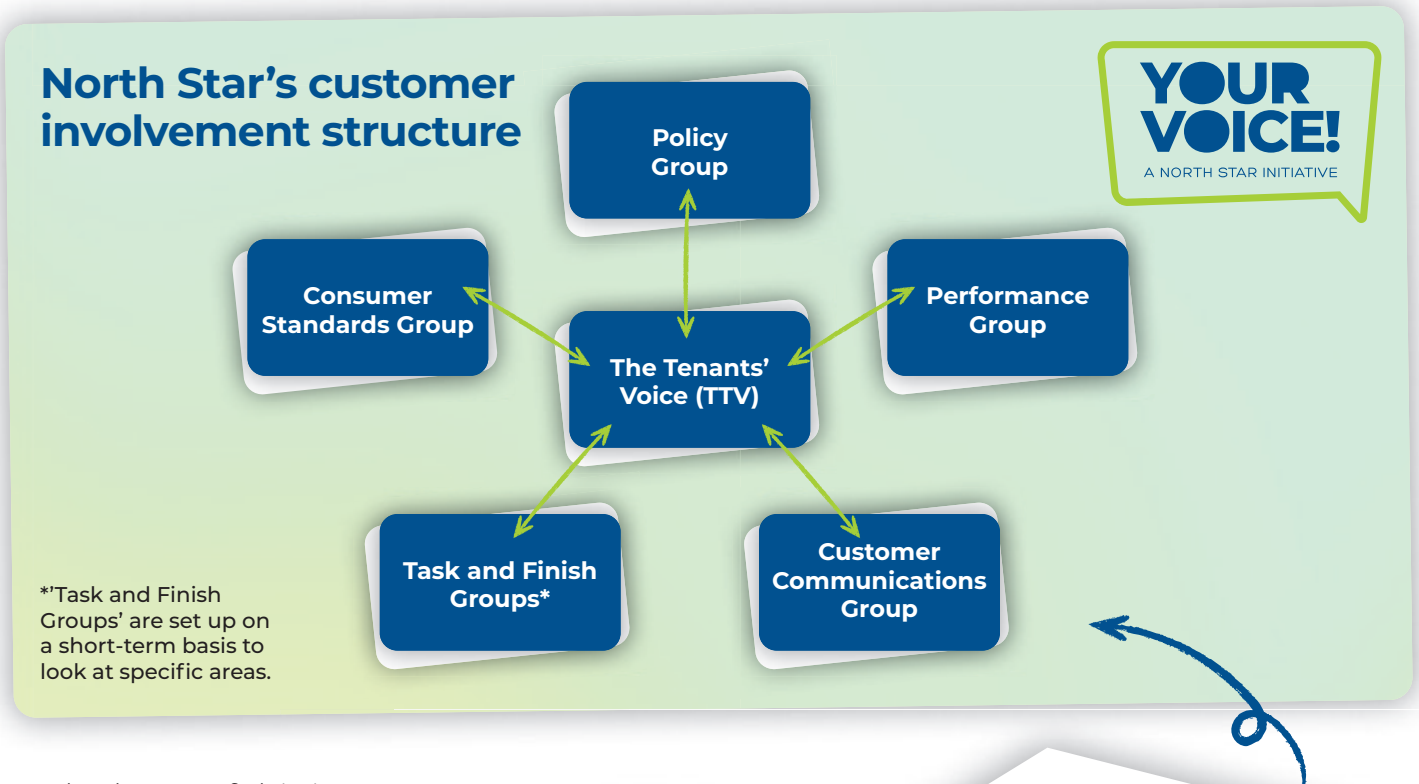 North Star's customer
involvement structure
YOUR
VOICE!
A NORTH STAR INITIATIVE
Policy
Group
Consumer
Standards Group
Performance
Group
The Tenants'
Voice (TTV)
Task and Finish
Groups*
Customer
Communications
Group
*'Task and Finish
Groups' are set up on
a short-term basis to
look at specific areas.